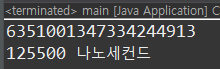 <terminated> main [Java Application] C
6351001347334244913
125500 나노세컨드